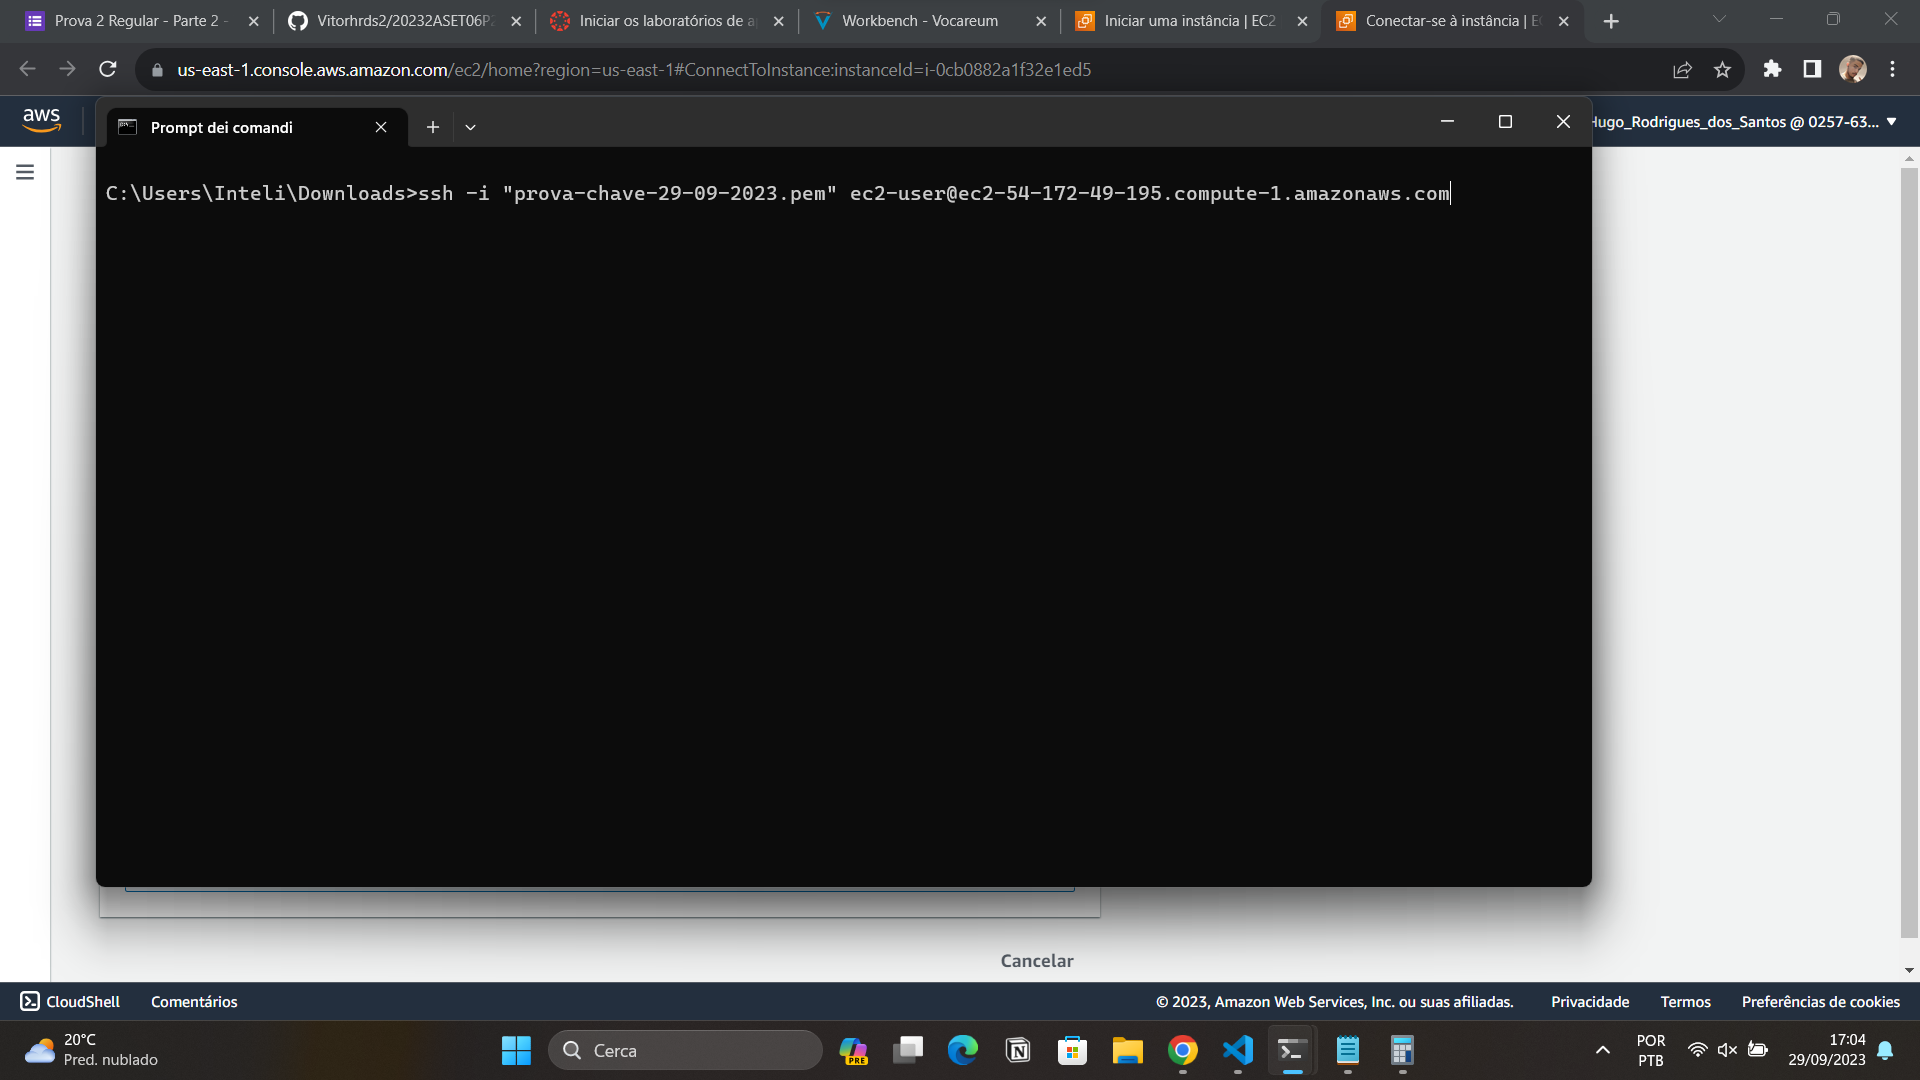 Prova 2 Regular - Parte 2 -
Vitorhrds2/20232ASET06P2
Iniciar os laboratórios de a
Workbench - Vocareum
Iniciar uma instância | EC2
Conectar-se à instância | E
us-east-1.console.aws.amazon.com/ec2/home?region=us-east-1#ConnectToInstance:instanceId=i-0cb0882a1f32e1ed5
aws
Prompt dei comandi
Hugo_Rodrigues_dos_Santos @ 0257-63...
C:\Users\Inteli\Downloads>ssh -i "prova-chave-29-09-2023.pem" ec2-user@ec2-54-172-49-195.compute-1.amazonaws.com
Cancelar
CloudShell
Comentários
© 2023, Amazon Web Services, Inc. ou suas afiliadas.
Privacidade
Termos
Preferências de cookies
20°C
Pred. nublado
Cerca
PRE
POR
PTB
17:04
29/09/2023